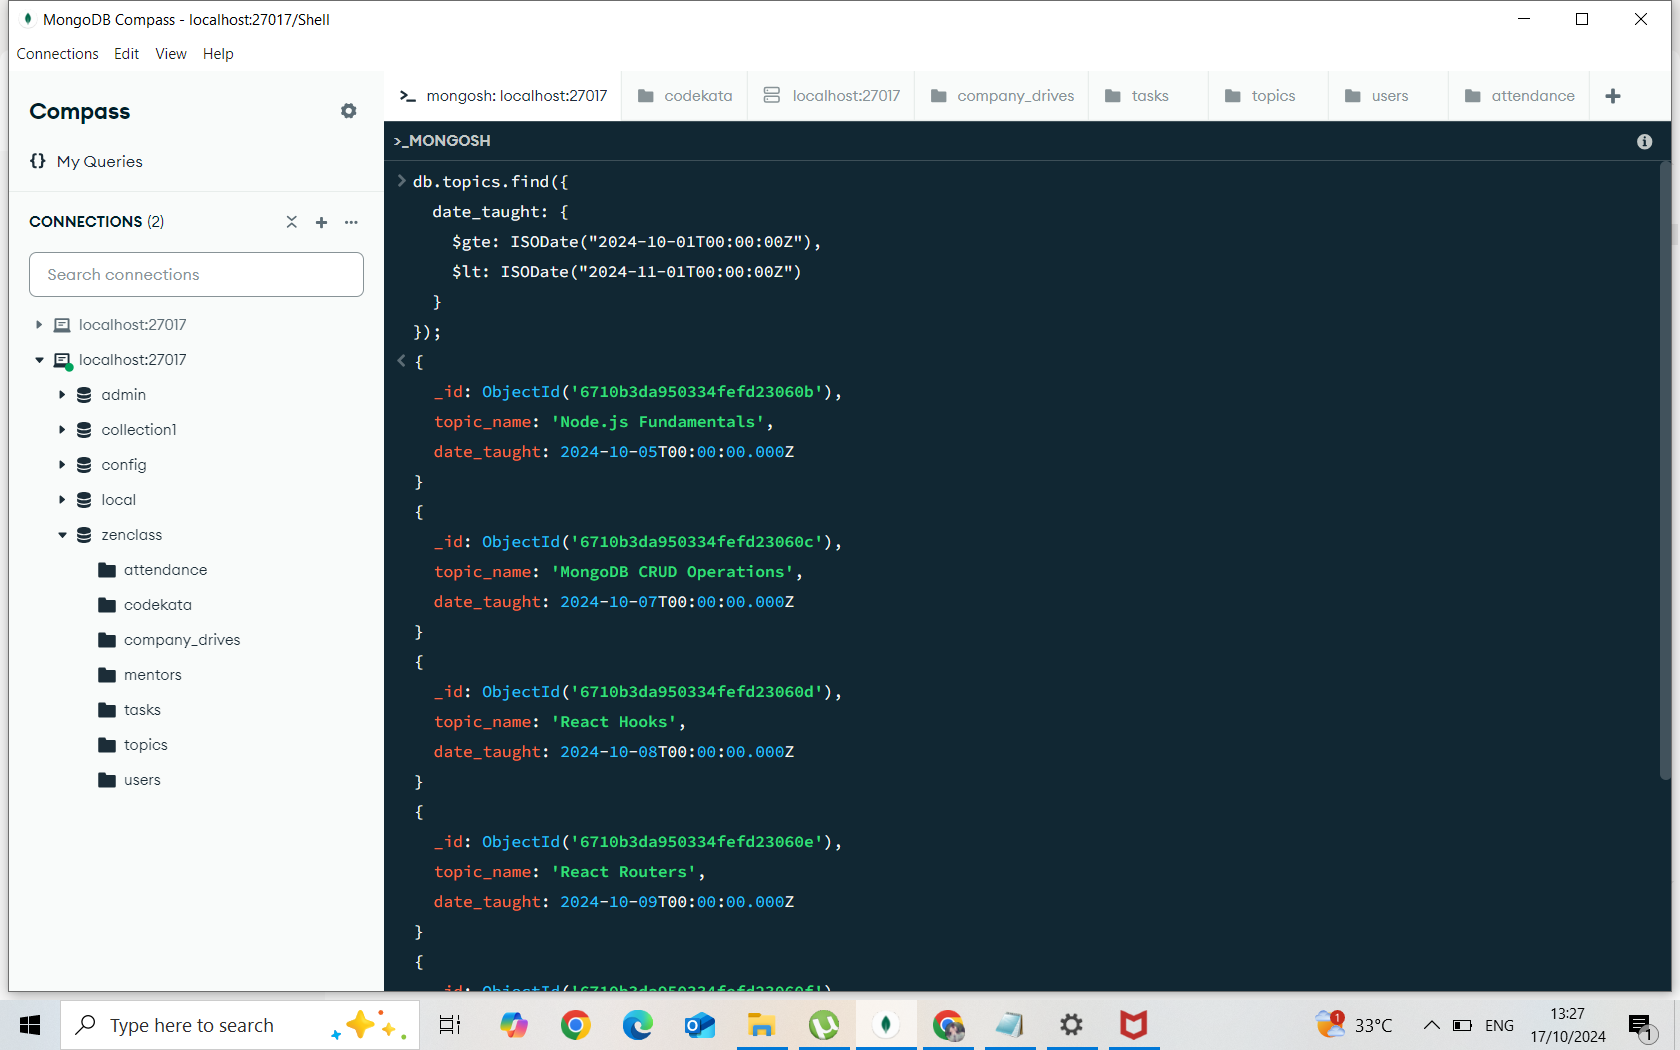 MongoDB Compass - localhost:27017/Shell
Connections Edit View Help
Compass
My Queries
CONNECTIONS (2)
Search connections
localhost:27017
localhost:27017
admin
collection1
config
local
zenclass
attendance
codekata
company_drives
mentors
tasks
topics
users
>_ mongosh: localhost:27017 codekata localhost:27017 company_drives tasks topics users attendance
>_MONGOSH
> db.topics.find({
date_taught: {
$gte: ISODate("2024-10-01T00:00:00Z"),
$lt: ISODate("2024-11-01T00:00:00Z")
}
});
< {
_id: ObjectId('6710b3da950334fefd23060b'),
topic_name: 'Node.js Fundamentals',
date_taught: 2024-10-05T00:00:00.000Z
}
{
_id: ObjectId('6710b3da950334fefd23060c'),
topic_name: 'MongoDB CRUD Operations',
date_taught: 2024-10-07T00:00:00.000Z
}
{
_id: ObjectId('6710b3da950334fefd23060d'),
topic_name: 'React Hooks',
date_taught: 2024-10-08T00:00:00.000Z
}
{
_id: ObjectId('6710b3da950334fefd23060e'),
topic_name: 'React Routers',
date_taught: 2024-10-09T00:00:00.000Z
}
{
_id: ObjectId('6710b3da950334fefd23060f'),
Type here to search
1
33°C
ENG
13:27
17/10/2024
1